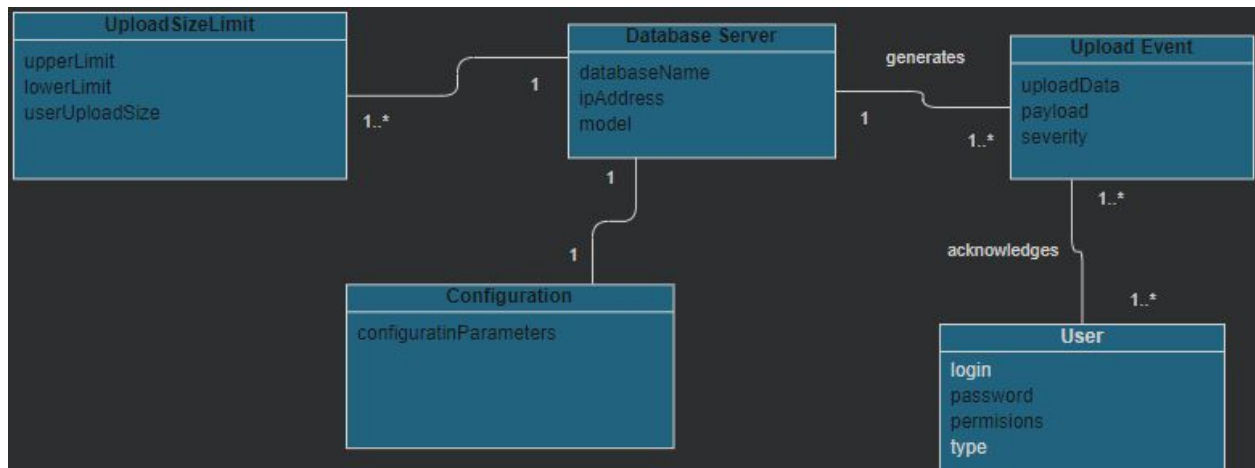 UploadSizeLimit
upperLimit
lowerLimit
userUploadSize
1..*
1
Database Server
databaseName
ipAddress
model
1
generates
1..*
Upload Event
uploadData
payload
severity
1
1
Configuration
configuratinParameters
1..*
acknowledges
1..*
User
login
password
permisions
type